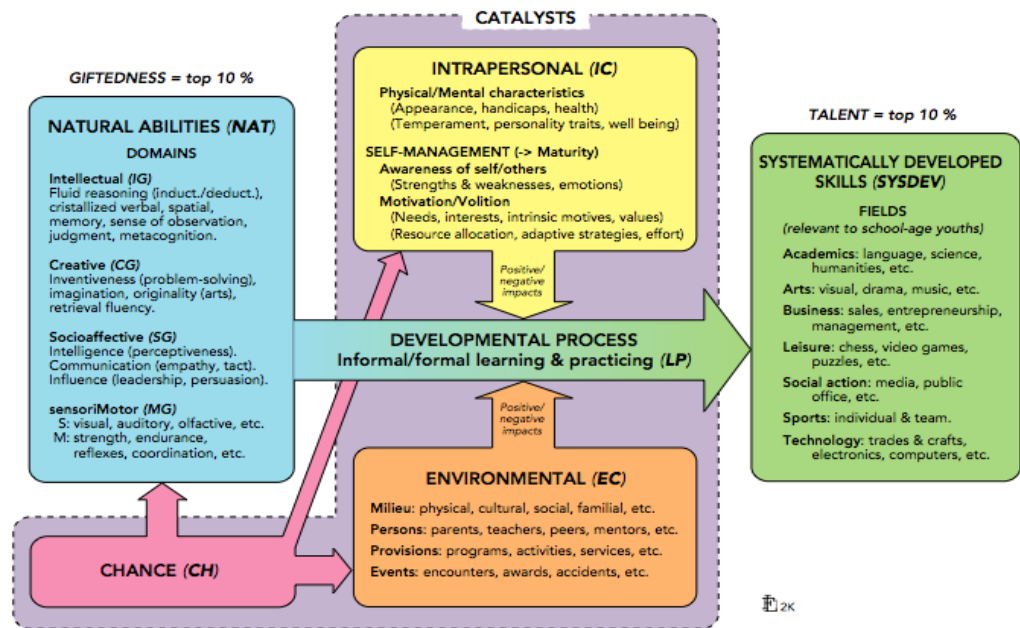 CATALYSTS
GIFTEDNESS = top 10 %
NATURAL ABILITIES (NAT)
DOMAINS
Intellectual (IG)
Fluid reasoning (induct./deduct.),
cristallized verbal, spatial,
memory, sense of observation,
judgment, metacognition.
Creative (CG)
Inventiveness (problem-solving),
imagination, originality (arts),
retrieval fluency.
Socioaffective (SG)
Intelligence (perceptiveness).
Communication (empathy, tact).
Influence (leadership, persuasion).
sensoriMotor (MG)
S: visual, auditory, olfactive, etc.
M: strength, endurance,
reflexes, coordination, etc.
INTRAPERSONAL (IC)
Physical/Mental characteristics
(Appearance, handicaps, health)
(Temperament, personality traits, well being)
SELF-MANAGEMENT (-> Maturity)
Awareness of self/others
(Strengths & weaknesses, emotions)
Motivation/Volition
(Needs, interests, intrinsic motives, values)
(Resource allocation, adaptive strategies, effort)
Positive/
negative
impacts
DEVELOPMENTAL PROCESS
Informal/formal learning & practicing (LP)
Positive/
negative
impacts
ENVIRONMENTAL (EC)
Milieu: physical, cultural, social, familial, etc.
Persons: parents, teachers, peers, mentors, etc.
Provisions: programs, activities, services, etc.
Events: encounters, awards, accidents, etc.
CHANCE (CH)
TALENT = top 10 %
SYSTEMATICALLY DEVELOPED
SKILLS (SYSDEV)
FIELDS
(relevant to school-age youths)
Academics: language, science,
humanities, etc.
Arts: visual, drama, music, etc.
Business: sales, entrepreneurship,
management, etc.
Leisure: chess, video games,
puzzles, etc.
Social action: media, public
office, etc.
Sports: individual & team.
Technology: trades & crafts,
electronics, computers, etc.
2K